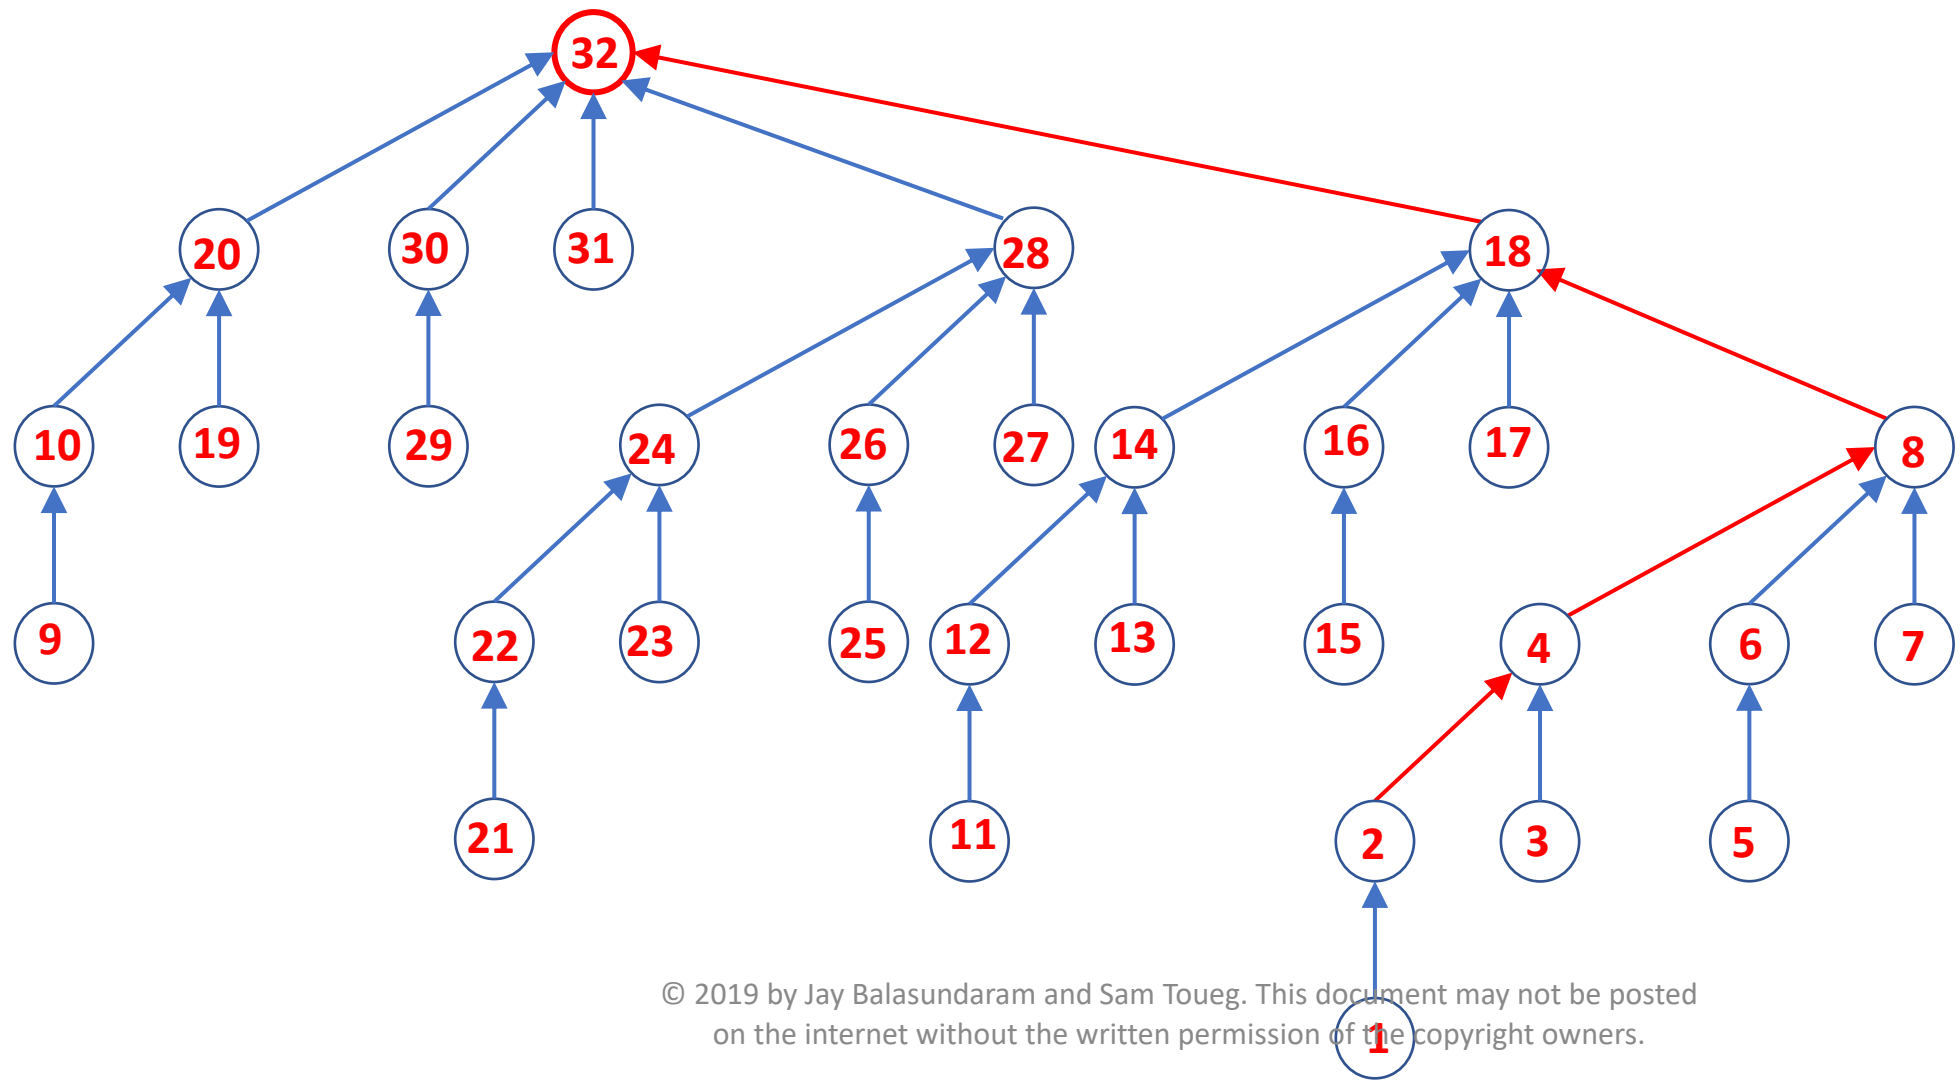 32
20 30 31 28 18
10 19 29 24 26 27 14 16 17 8
9 22 23 25 12 13 15 4 6 7
21 11 2 3 5
© 2019 by Jay Balasundaram and Sam Toueg. This document may not be posted
on the internet without the written permission of the copyright owners.
1